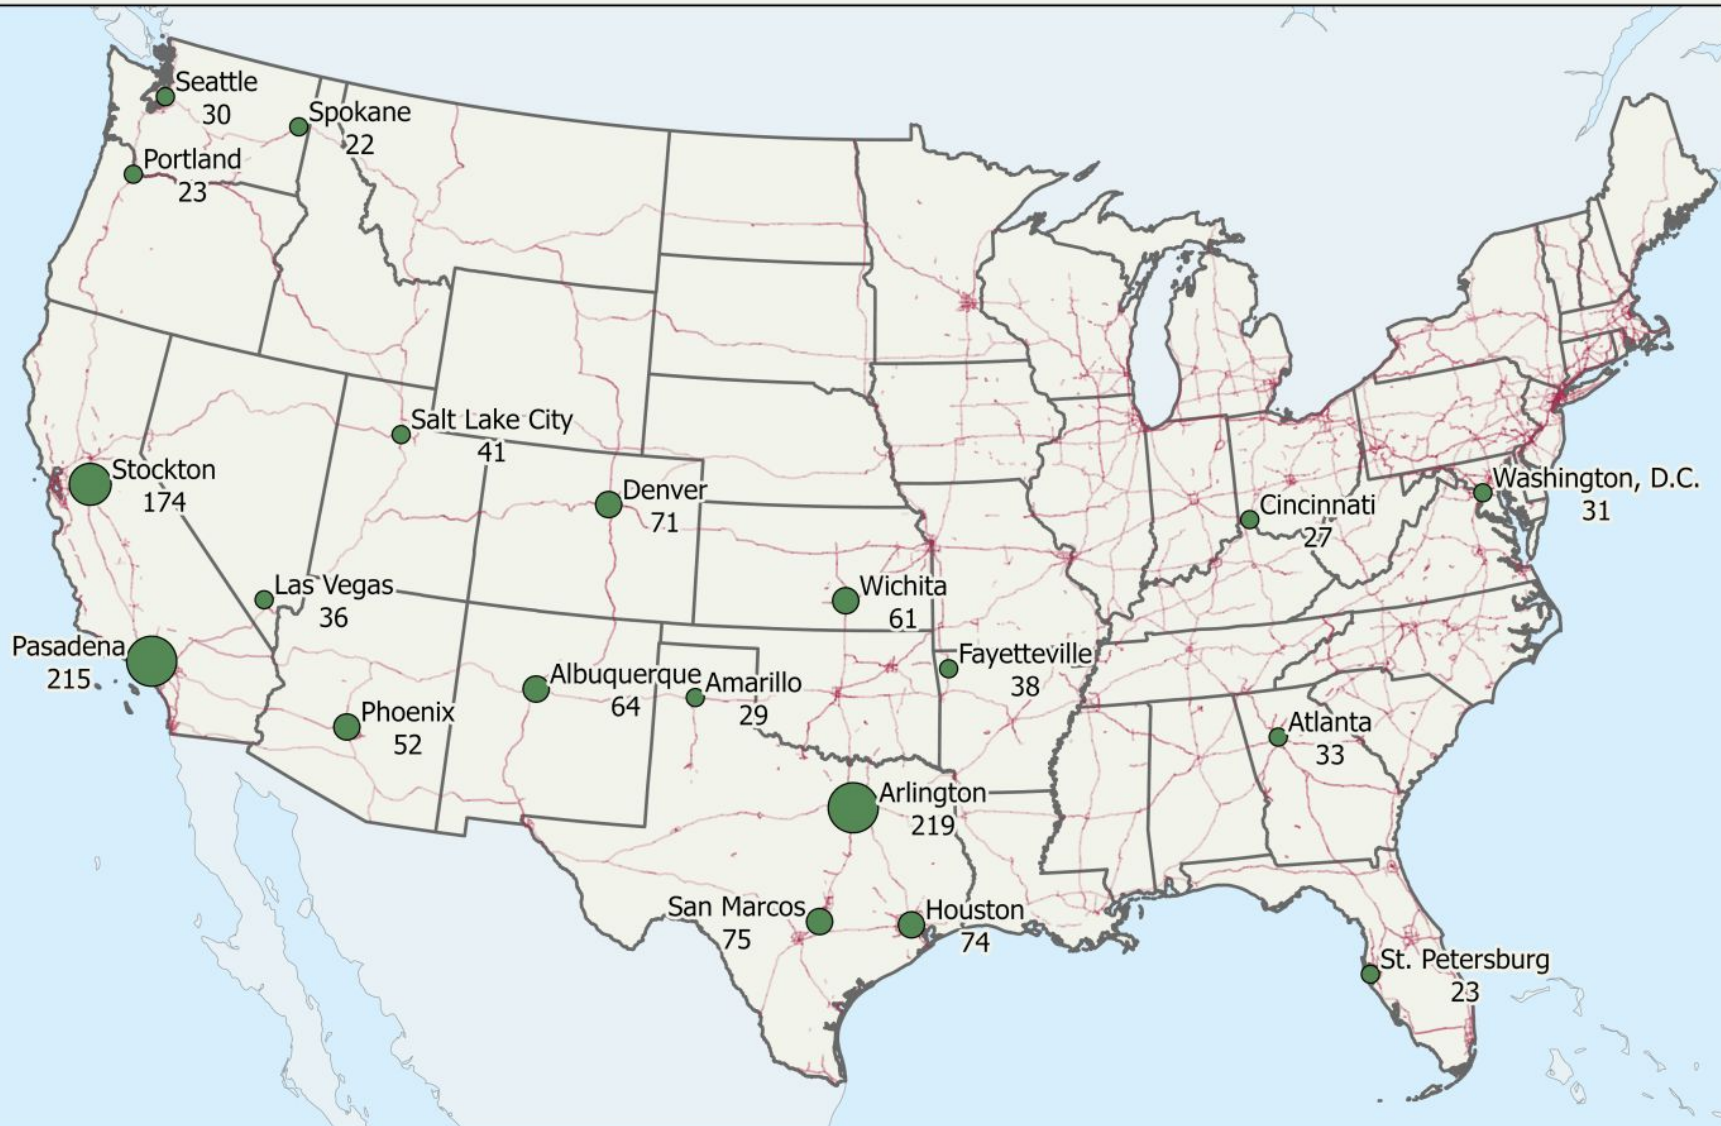 Seattle
30
Spokane
22
Portland
23
Salt Lake City
41
Stockton
174
Denver
71
Washington, D.C.
31
Cincinnati
27
Las Vegas
36
Wichita
61
Pasadena
215
Fayetteville
38
Albuquerque
64
Amarillo
29
Phoenix
52
Atlanta
33
Arlington
219
San Marcos
75
Houston
74
St. Petersburg
23